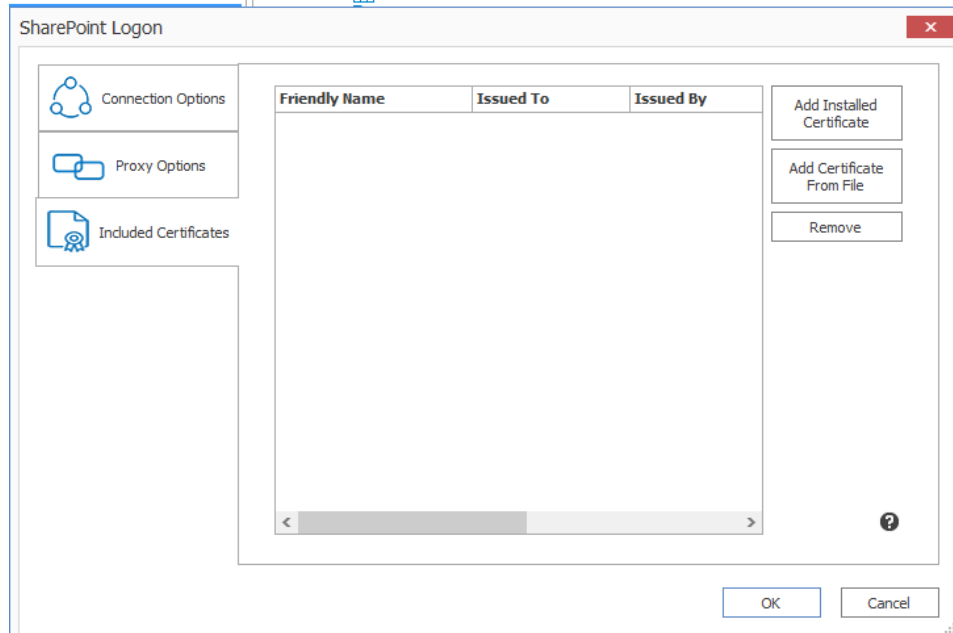 SharePoint Logon
Connection Options
Proxy Options
Included Certificates
Friendly Name Issued To Issued By
Add Installed
Certificate
Add Certificate
From File
Remove
OK Cancel